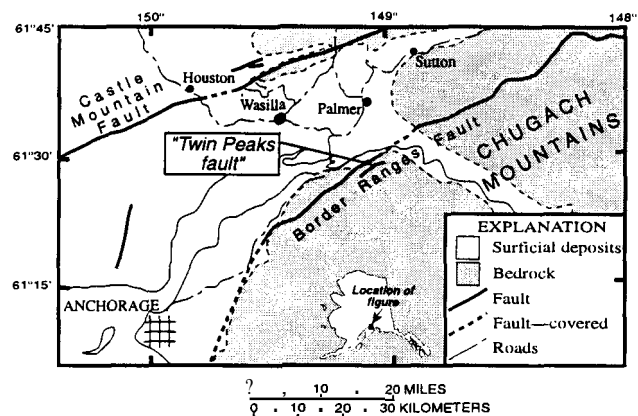 150° 149° 148°
61°45'
61°30'
61°15'
Castle
Mountain
Fault
Houston
Wasilla
Palmer
Sutton
"Twin Peaks
fault"
Border Ranges Fault
CHUGACH
MOUNTAINS
ANCHORAGE
Location of
figure
EXPLANATION
Surficial deposits
Bedrock
Fault
Fault—covered
Roads
10 20 MILES
0 10 20 30 KILOMETERS